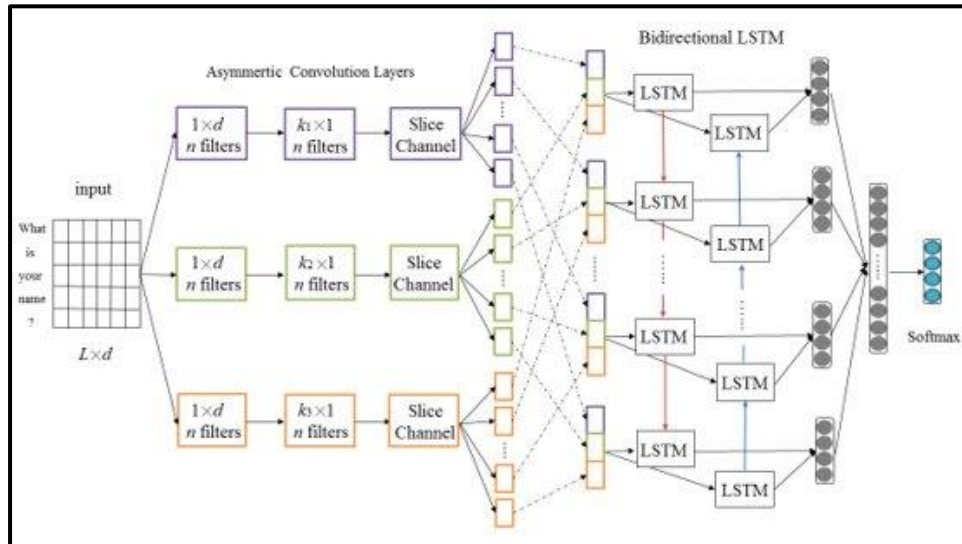 Asymmertic Convolution Layers
Bidirectional LSTM
input
What
is
your
name
?
L×d
1×d
n filters
k₁×1
n filters
Slice
Channel
1×d
n filters
k₂×1
n filters
Slice
Channel
1×d
n filters
k₃×1
n filters
Slice
Channel
LSTM
LSTM
LSTM
LSTM
LSTM
LSTM
LSTM
LSTM
Softmax